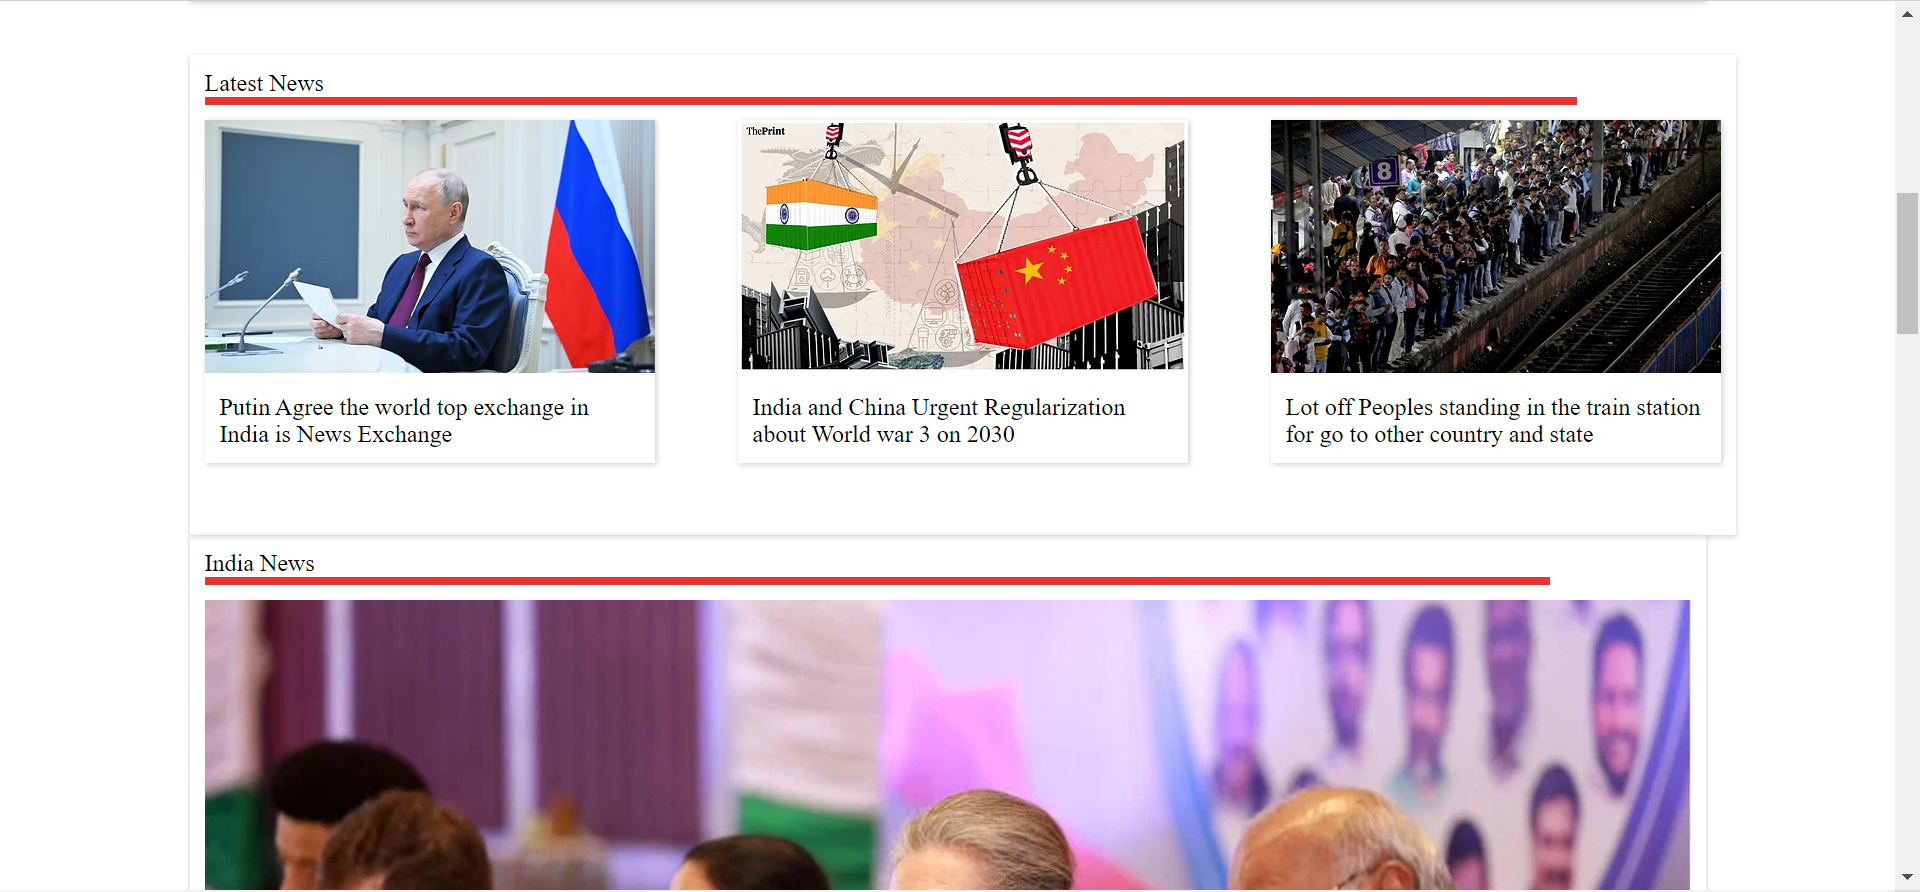 Latest News
ThePrint
8
Putin Agree the world top exchange in
India is News Exchange
India and China Urgent Regularization
about World war 3 on 2030
Lot off Peoples standing in the train station
for go to other country and state
India News